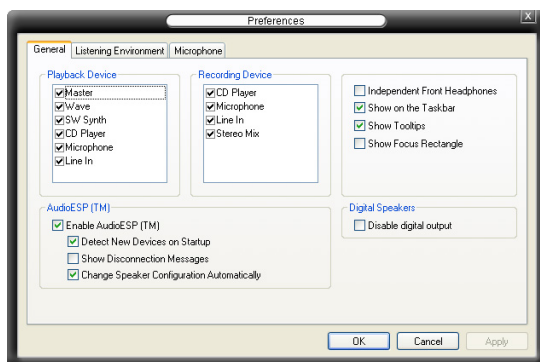 Preferences
X
General
Listening Environment
Microphone
Playback Device
Master
Wave
SW Synth
CD Player
Microphone
Line In
Recording Device
CD Player
Microphone
Line In
Stereo Mix
Independent Front Headphones
Show on the Taskbar
Show Tooltips
Show Focus Rectangle
AudioESP (TM)
Enable AudioESP (TM)
Detect New Devices on Startup
Show Disconnection Messages
Change Speaker Configuration Automatically
Digital Speakers
Disable digital output
OK
Cancel
Apply